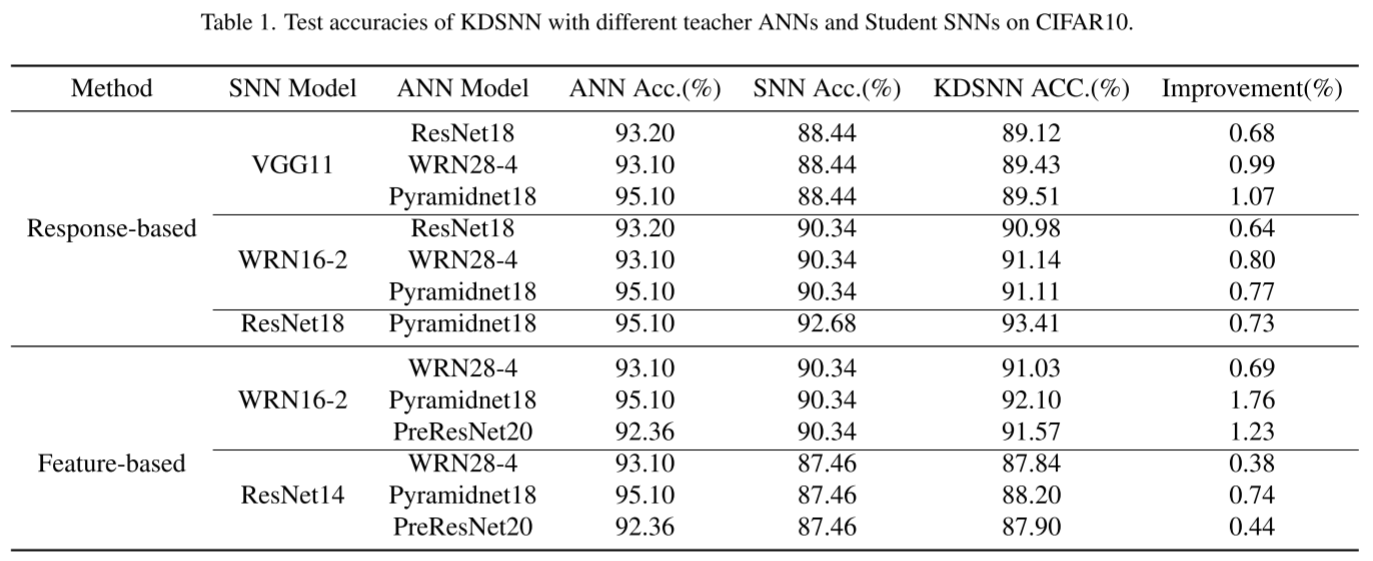 Table 1. Test accuracies of KDSNN with different teacher ANNs and Student SNNs on CIFAR10.
Method SNN Model ANN Model ANN Acc.(%) SNN Acc.(%) KDSNN ACC.(%) Improvement(%)
ResNet18 93.20 88.44 89.12 0.68
VGG11 WRN28-4 93.10 88.44 89.43 0.99
Pyramidnet18 95.10 88.44 89.51 1.07
Response-based ResNet18 93.20 90.34 90.98 0.64
WRN16-2 WRN28-4 93.10 90.34 91.14 0.80
Pyramidnet18 95.10 90.34 91.11 0.77
ResNet18 Pyramidnet18 95.10 92.68 93.41 0.73
WRN28-4 93.10 90.34 91.03 0.69
WRN16-2 Pyramidnet18 95.10 90.34 92.10 1.76
PreResNet20 92.36 90.34 91.57 1.23
Feature-based WRN28-4 93.10 87.46 87.84 0.38
ResNet14 Pyramidnet18 95.10 87.46 88.20 0.74
PreResNet20 92.36 87.46 87.90 0.44